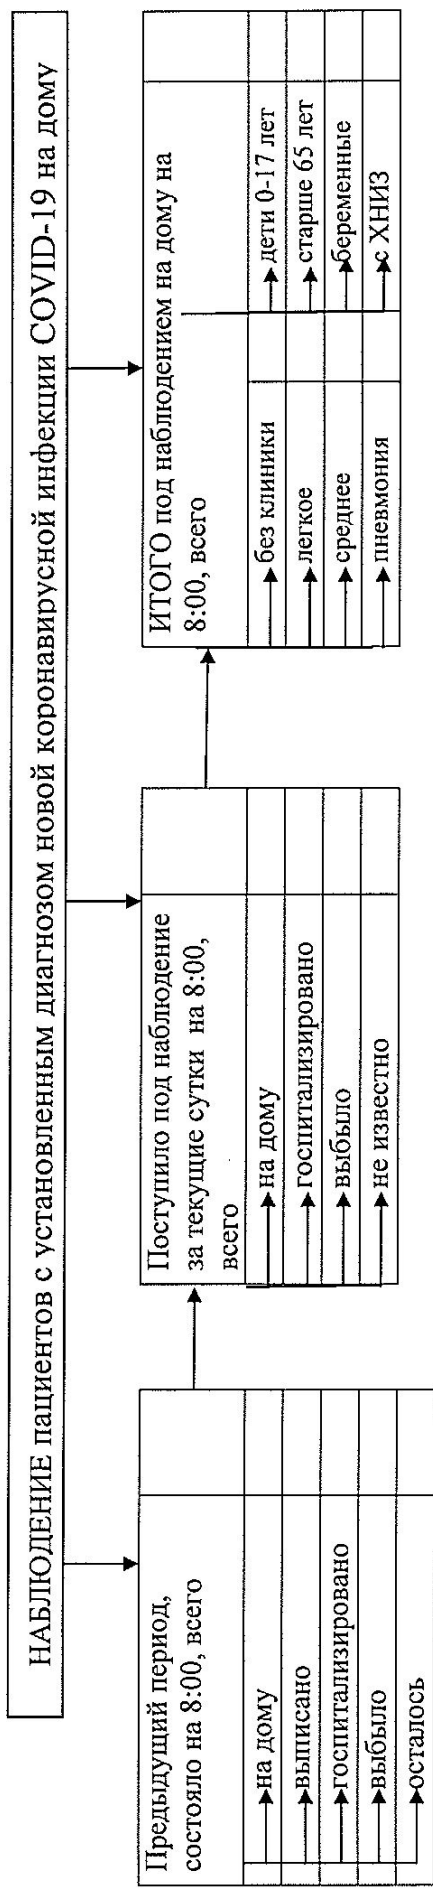 НАБЛЮДЕНИЕ пациентов с установленным диагнозом новой коронавирусной инфекции COVID-19 на дому
Предыдущий период,
состояло на 8:00, всего
на дому
выписано
госпитализировано
выбыло
осталось
Поступило под наблюдение
за текущие сутки на 8:00,
всего
на дому
госпитализировано
выбыло
не известно
ИТОГО под наблюдением на дому на
8:00, всего
без клиники
легкое
среднее
пневмония
дети 0-17 лет
старше 65 лет
беременные
с ХНИЗ